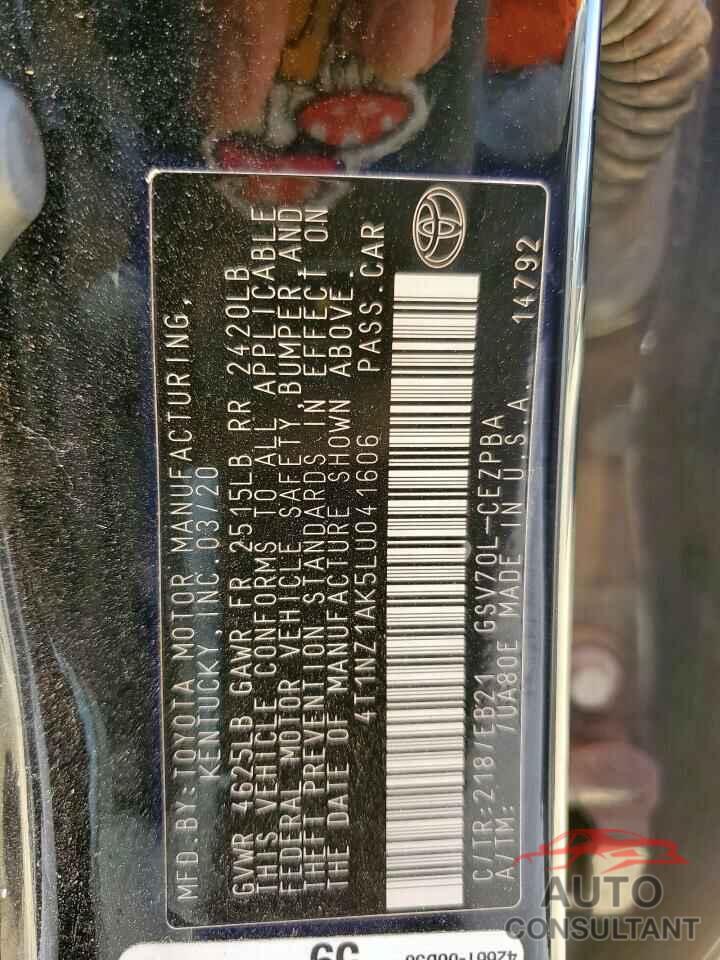 MFD.BY:TOYOTA MOTOR MANUFACTURING,
KENTUCKY,INC.03/20
GVWR 4625LB GAWR FR 2515LB RR 2420LB
THIS VEHICLE CONFORMS TO ALL APPLICABLE
FEDERAL MOTOR VEHICLE SAFETY,BUMPER,AND
THEFT PREVENTION STANDARDS IN EFFECT ON
THE DATE OF MANUFACTURE SHOWN ABOVE.
4T1NZ1AK5LU041606 PASS.CAR
C/TR:218/EB21 GSV70L-CEZPBA
A/TM: /UA80E MADE IN U.S.A. 14792
AUTO
CONSULTANT